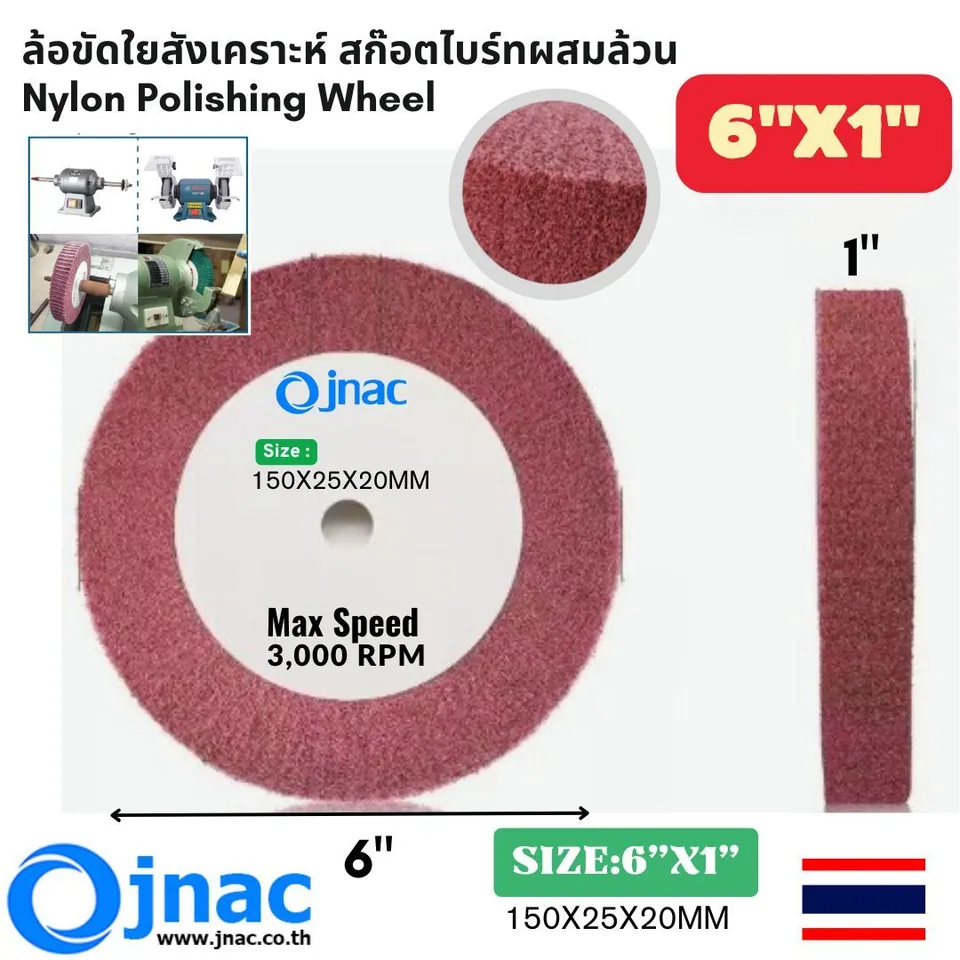 ล้อขัดใยสังเคราะห์ สก๊อตไบร์ทผสมล้วน
Nylon Polishing Wheel
6"X1"
1"
jnac
Size :
150X25X20MM
Max Speed
3,000 RPM
6"
SIZE:6”X1”
150X25X20MM
jnac
www.jnac.co.th